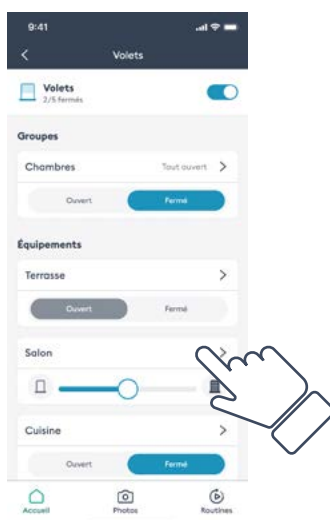 9:41
Volets
Volets
2/5 fermés
Groupes
Chambres Tout ouvert
Ouvert Fermé
Équipements
Terrasse
Ouvert Fermé
Salon
Cuisine
Ouvert Fermé
Accueil Photos Routines